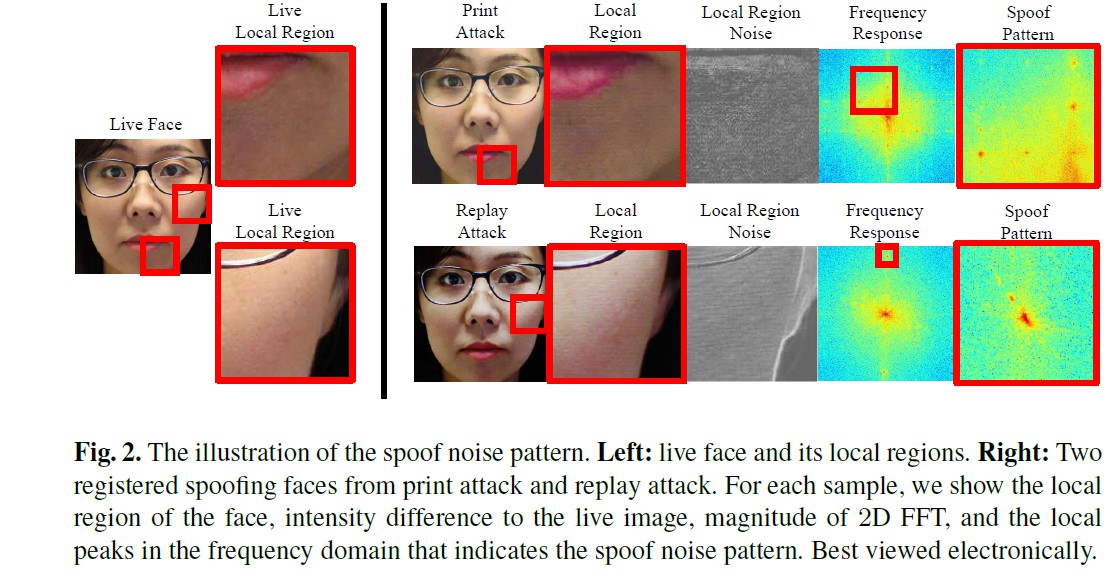 Live
Local Region
Print
Attack
Local
Region
Local Region
Noise
Frequency
Response
Spoof
Pattern
Live Face
Live
Local Region
Replay
Attack
Local
Region
Local Region
Noise
Frequency
Response
Spoof
Pattern
Fig. 2. The illustration of the spoof noise pattern. Left: live face and its local regions. Right: Two
registered spoofing faces from print attack and replay attack. For each sample, we show the local
region of the face, intensity difference to the live image, magnitude of 2D FFT, and the local
peaks in the frequency domain that indicates the spoof noise pattern. Best viewed electronically.